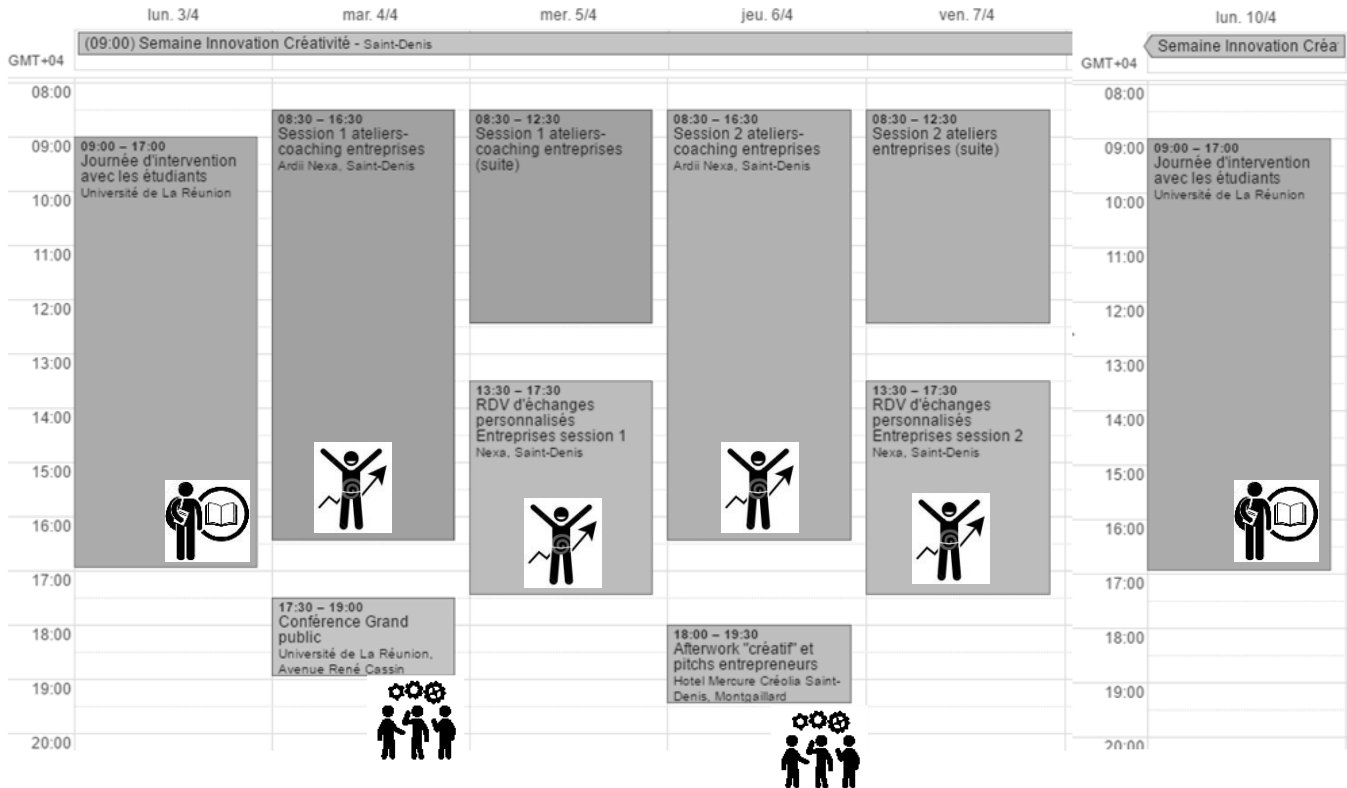 lun. 3/4
mar. 4/4
mer. 5/4
jeu. 6/4
ven. 7/4
lun. 10/4
(09:00) Semaine Innovation Créativité - Saint-Denis
Semaine Innovation Créa
GMT+04
GMT+04
08:00
09:00
10:00
11:00
12:00
13:00
14:00
15:00
16:00
17:00
18:00
19:00
20:00
09:00 – 17:00
Journée d'intervention
avec les étudiants
Université de La Réunion
08:30 – 16:30
Session 1 ateliers-
coaching entreprises
Ardii Nexa, Saint-Denis
17:30 – 19:00
Conférence Grand
public
Université de La Réunion,
Avenue René Cassin
08:30 – 12:30
Session 1 ateliers-
coaching entreprises
(suite)
13:30 – 17:30
RDV d'échanges
personnalisés
Entreprises session 1
Nexa, Saint-Denis
08:30 – 16:30
Session 2 ateliers-
coaching entreprises
Ardii Nexa, Saint-Denis
18:00 – 19:30
Afterwork "créatif" et
pitchs entrepreneurs
Hotel Mercure Créolia Saint-
Denis, Montgaillard
08:30 – 12:30
Session 2 ateliers
entreprises (suite)
13:30 – 17:30
RDV d'échanges
personnalisés
Entreprises session 2
Nexa, Saint-Denis
08:00
09:00
10:00
11:00
12:00
13:00
14:00
15:00
16:00
17:00
18:00
19:00
20:00
09:00 – 17:00
Journée d'intervention
avec les étudiants
Université de La Réunion